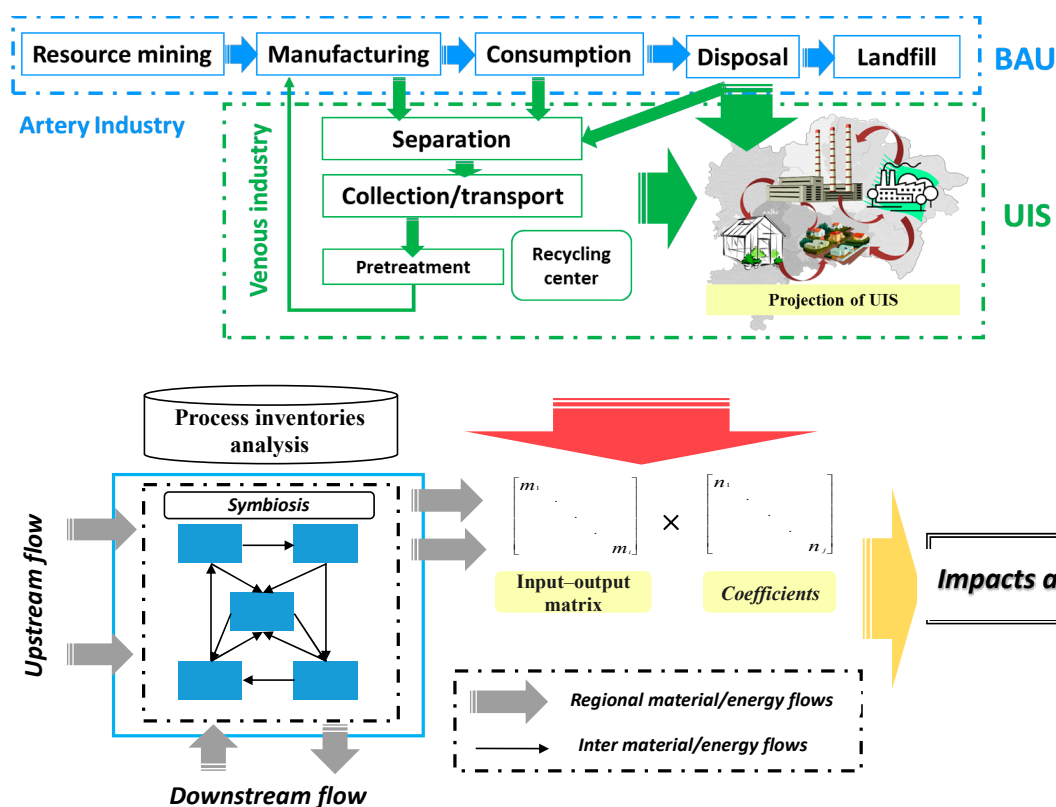 Resource mining
Manufacturing
Consumption
Disposal
Landfill
BAU
Artery Industry
Venous industry
Separation
Collection/transport
Pretreatment
Recycling
center
Projection of UIS
UIS
Process inventories
analysis
Symbiosis
Upstream flow
Downstream flow
m₁
m
×
n₁
n
Input–output
matrix
Coefficients
Impacts a
Regional material/energy flows
Inter material/energy flows